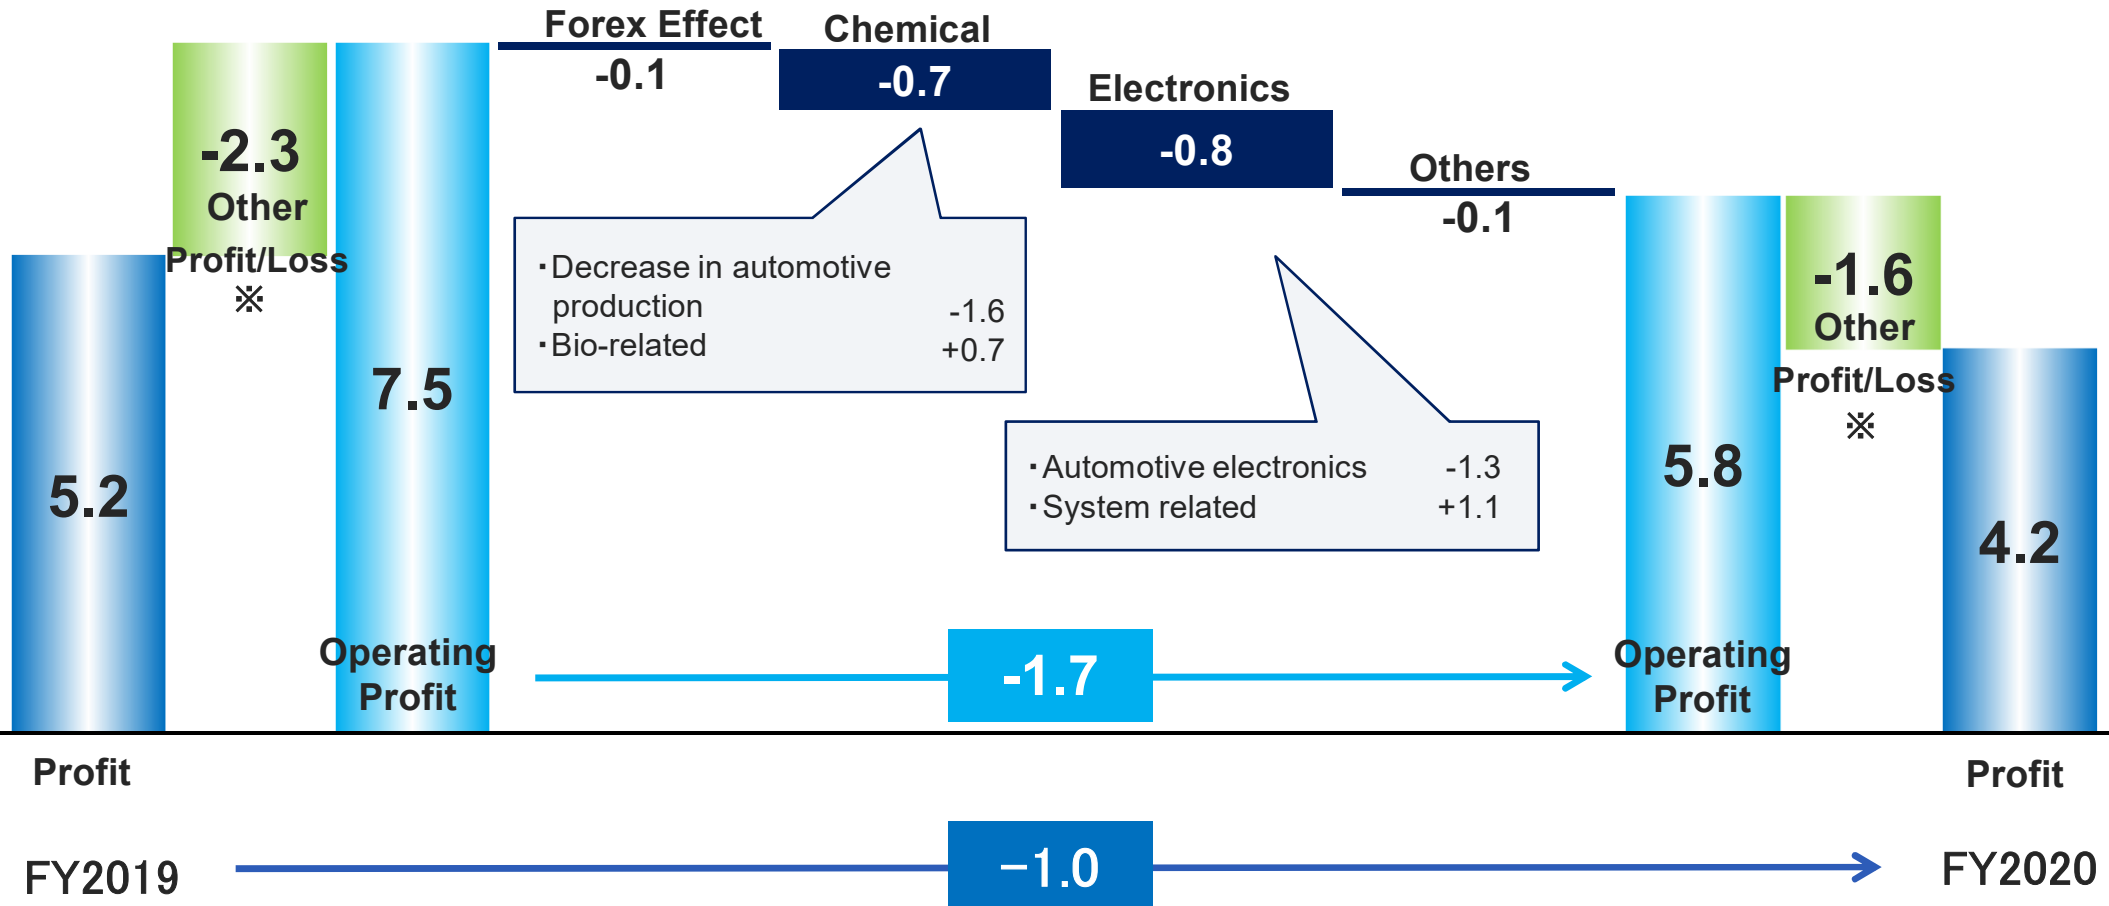 Forex Effect
-0.1
Chemical
-0.7
Electronics
-0.8
Others
-0.1
-2.3
Other
Profit/Loss
※
5.2
7.5
Operating
Profit
・Decrease in automotive
production -1.6
・Bio-related +0.7
・Automotive electronics -1.3
・System related +1.1
-1.7
5.8
Operating
Profit
-1.6
Other
Profit/Loss
※
4.2
Profit
Profit
FY2019
−1.0
FY2020